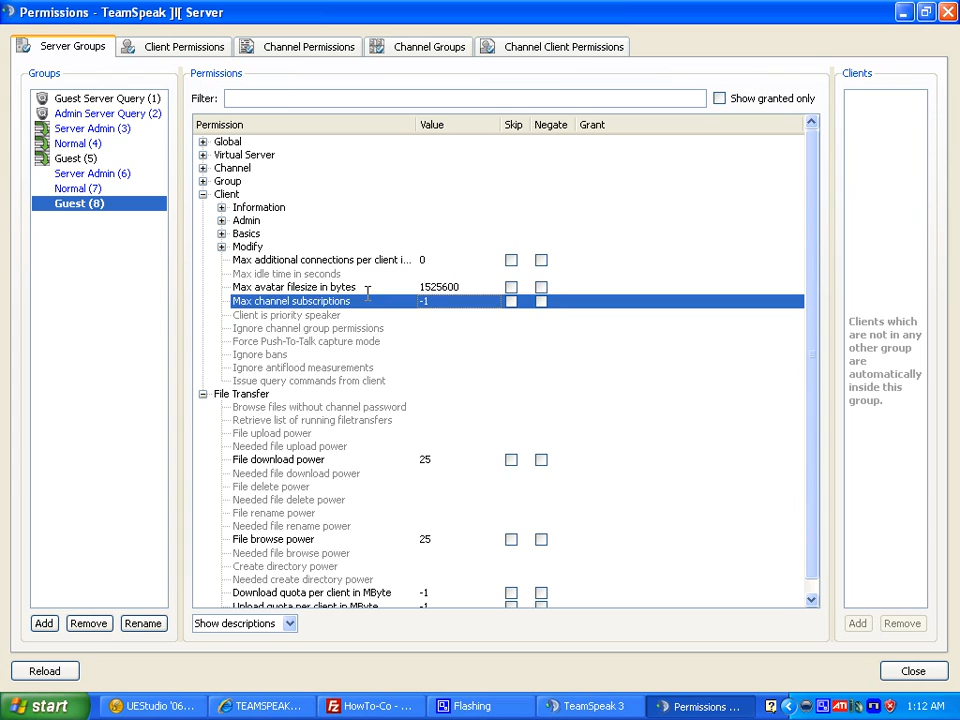 Permissions - TeamSpeak ]I[ Server
Server Groups
Client Permissions
Channel Permissions
Channel Groups
Channel Client Permissions
Groups
Guest Server Query (1)
Admin Server Query (2)
Server Admin (3)
Normal (4)
Guest (5)
Server Admin (6)
Normal (7)
Guest (8)
Add
Remove
Rename
Permissions
Filter:
Show granted only
Permission Value Skip Negate Grant
Global
Virtual Server
Channel
Group
Client
Information
Admin
Basics
Modify
Max additional connections per client i... 0
Max idle time in seconds
Max avatar filesize in bytes 1525600
Max channel subscriptions -1
Client is priority speaker
Ignore channel group permissions
Force Push-To-Talk capture mode
Ignore bans
Ignore antiflood measurements
Issue query commands from client
File Transfer
Browse files without channel password
Retrieve list of running filetransfers
File upload power
Needed file upload power
File download power 25
Needed file download power
File delete power
Needed file delete power
File rename power
Needed file rename power
File browse power 25
Needed file browse power
Create directory power
Needed create directory power
Download quota per client in MByte -1
Upload quota per client in MByte -1
Show descriptions
Clients
Clients which
are not in any
other group
are
automatically
inside this
group.
Add
Remove
Reload
Close
start
UEStudio '06...
TEAMSPEAK...
HowTo-Co - ...
Flashing
TeamSpeak 3
Permissions ...
1:12 AM